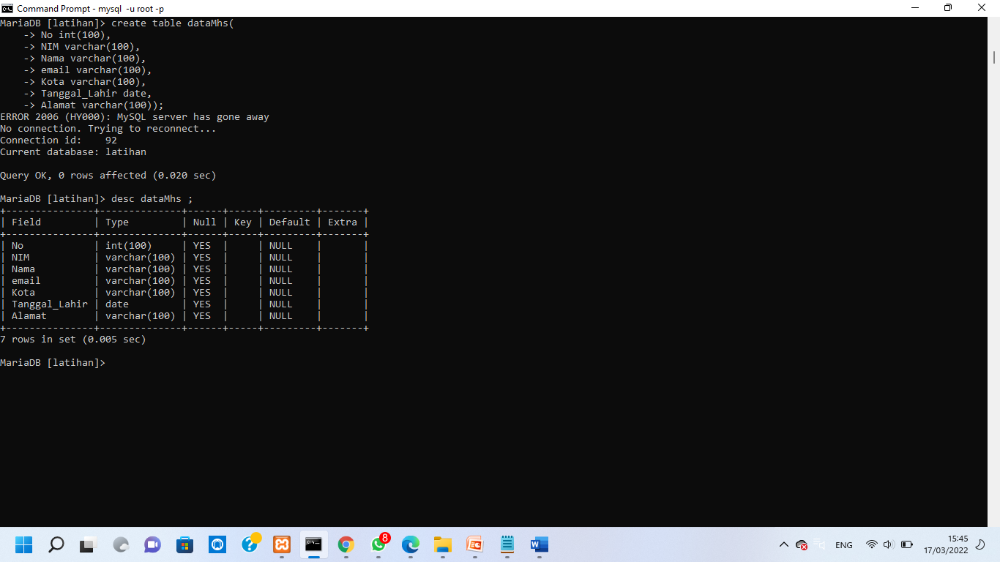 Command Prompt - mysql  -u root -p
MariaDB [latihan]> create table dataMhs(
    -> No int(100),
    -> NIM varchar(100),
    -> Nama varchar(100),
    -> email varchar(100),
    -> Kota varchar(100),
    -> Tanggal_Lahir date,
    -> Alamat varchar(100));
ERROR 2006 (HY000): MySQL server has gone away
No connection. Trying to reconnect...
Connection id:    92
Current database: latihan
Query OK, 0 rows affected (0.020 sec)
MariaDB [latihan]> desc dataMhs ;
+---------------+--------------+------+-----+---------+-------+
| Field         | Type         | Null | Key | Default | Extra |
+---------------+--------------+------+-----+---------+-------+
| No            | int(100)     | YES  |     | NULL    |       |
| NIM           | varchar(100) | YES  |     | NULL    |       |
| Nama          | varchar(100) | YES  |     | NULL    |       |
| email         | varchar(100) | YES  |     | NULL    |       |
| Kota          | varchar(100) | YES  |     | NULL    |       |
| Tanggal_Lahir | date         | YES  |     | NULL    |       |
| Alamat        | varchar(100) | YES  |     | NULL    |       |
+---------------+--------------+------+-----+---------+-------+
7 rows in set (0.005 sec)
MariaDB [latihan]>
8
ENG
15:45
17/03/2022